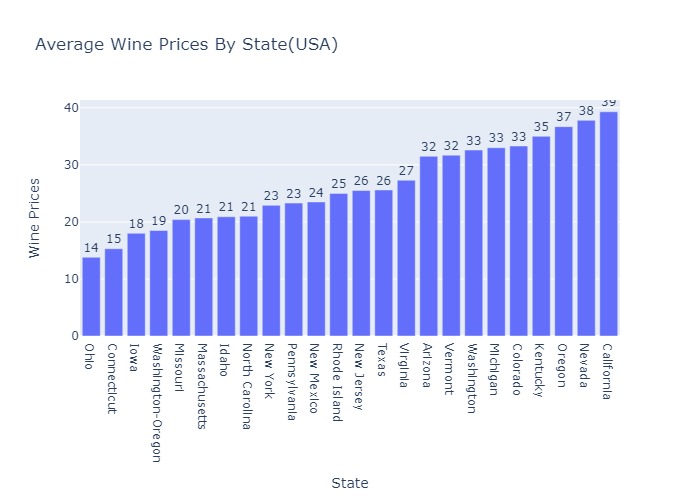 Average Wine Prices By State(USA)
Wine Prices
40
30
20
10
0
14 15 18 19 20 21 21 21 23 23 24 25 26 26 27 32 32 33 33 33 35 37 38 39
Ohio
Connecticut
Iowa
Washington-Oregon
Missouri
Massachusetts
Idaho
North Carolina
New York
Pennsylvania
New Mexico
Rhode Island
New Jersey
Texas
Virginia
Arizona
Vermont
Washington
Michigan
Colorado
Kentucky
Oregon
Nevada
California
State